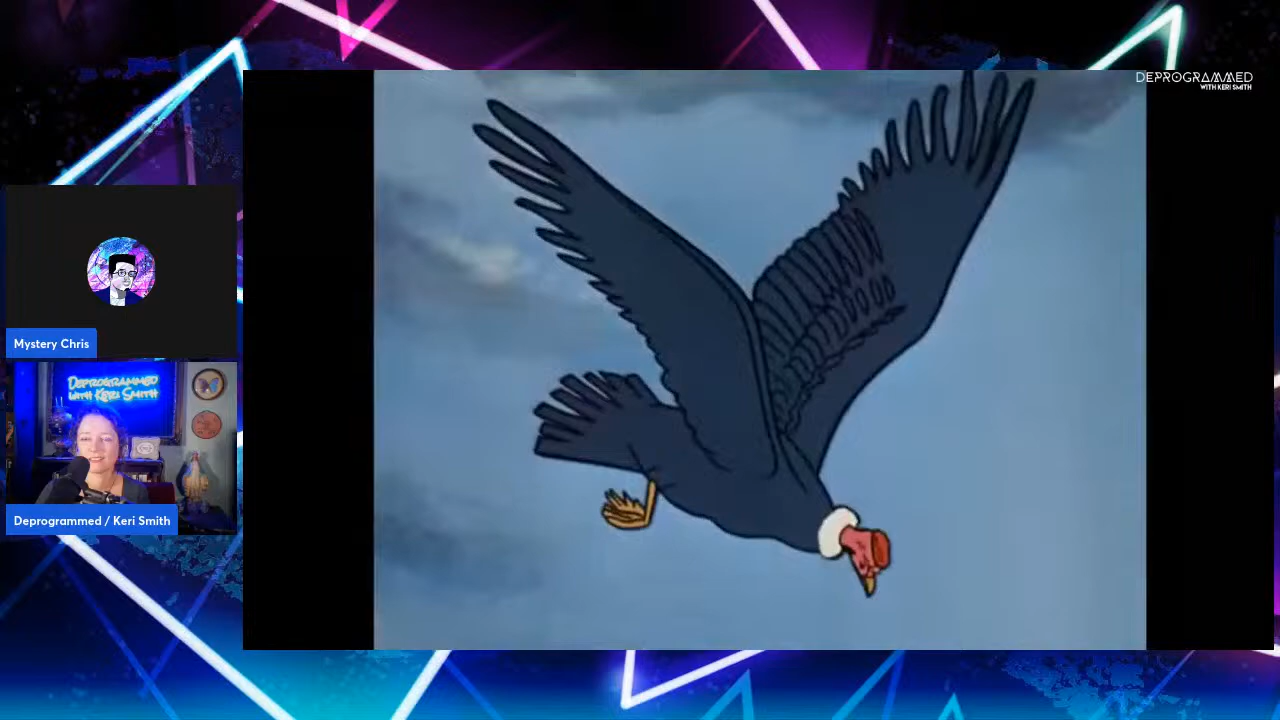 DEPROGRAMMED
WITH KERI SMITH
Mystery Chris
DEPROGRAMMED
WITH KERI SMITH
Deprogrammed / Keri Smith